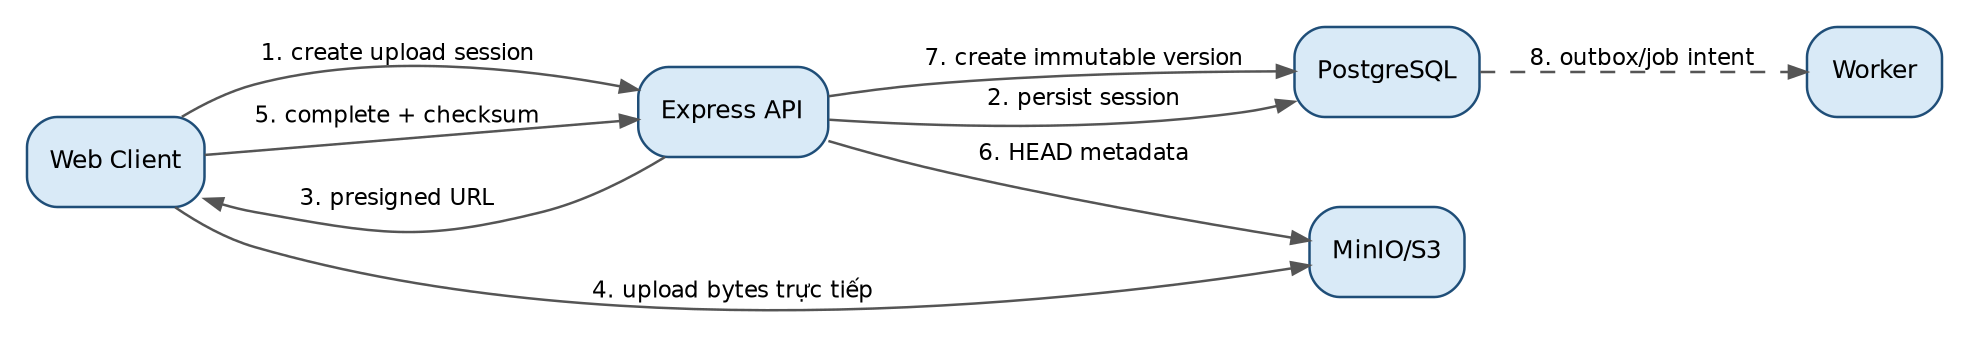 1. create upload session
7. create immutable version
8. outbox/job intent
PostgreSQL
Worker
2. persist session
Express API
5. complete + checksum
6. HEAD metadata
Web Client
3. presigned URL
MinIO/S3
4. upload bytes trực tiếp